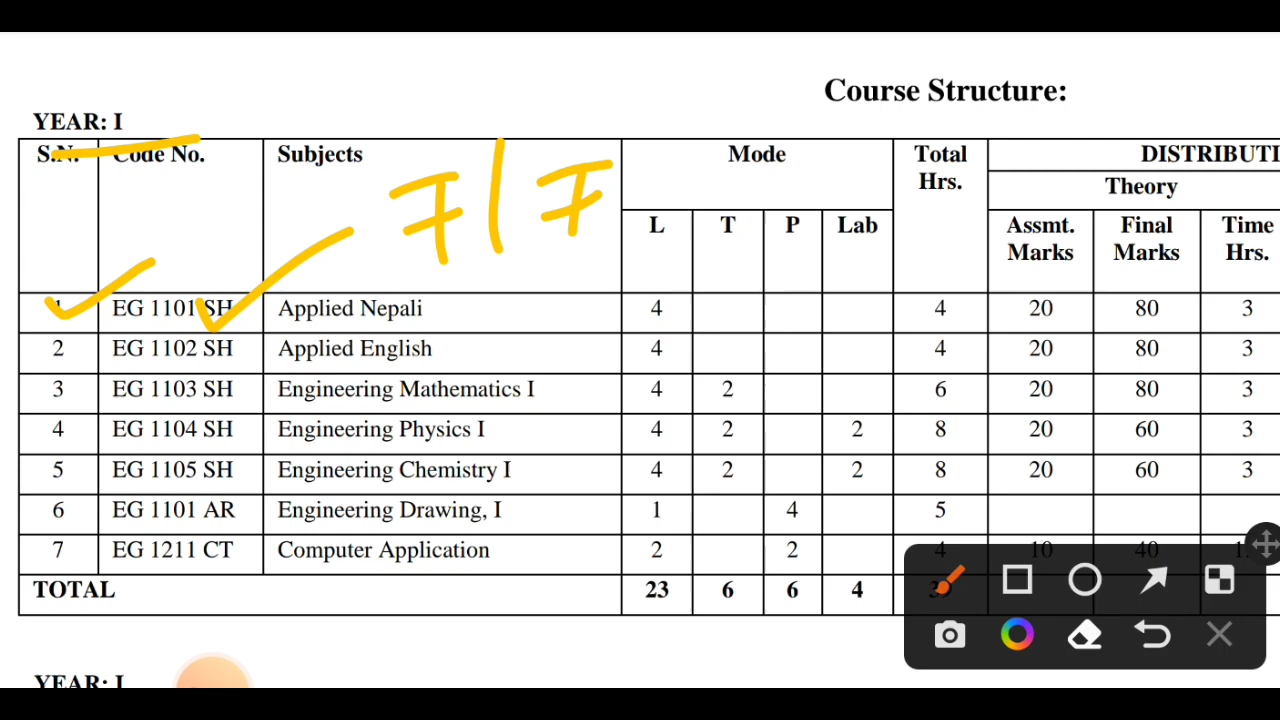 Course Structure:
YEAR: I
S.N. Code No. Subjects Mode Total Hrs. DISTRIBUTI
Theory
L T P Lab Assmt. Marks Final Marks Time Hrs.
1 EG 1101 SH Applied Nepali 4 4 20 80 3
2 EG 1102 SH Applied English 4 4 20 80 3
3 EG 1103 SH Engineering Mathematics I 4 2 6 20 80 3
4 EG 1104 SH Engineering Physics I 4 2 2 8 20 60 3
5 EG 1105 SH Engineering Chemistry I 4 2 2 8 20 60 3
6 EG 1101 AR Engineering Drawing, I 1 4 5
7 EG 1211 CT Computer Application 2 2 4 10 40
TOTAL 23 6 6 4
YEAR: I